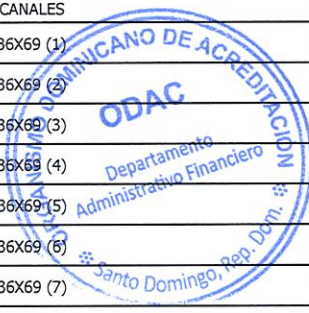 CANALES
36X69 (1)
36X69 (2)
36X69 (3)
36X69 (4)
36X69 (5)
36X69 (6)
36X69 (7)
ORGANISMO DOMINICANO DE ACREDITACION
ODAC
Departamento
Administrativo Financiero
Santo Domingo, Rep. Dom.